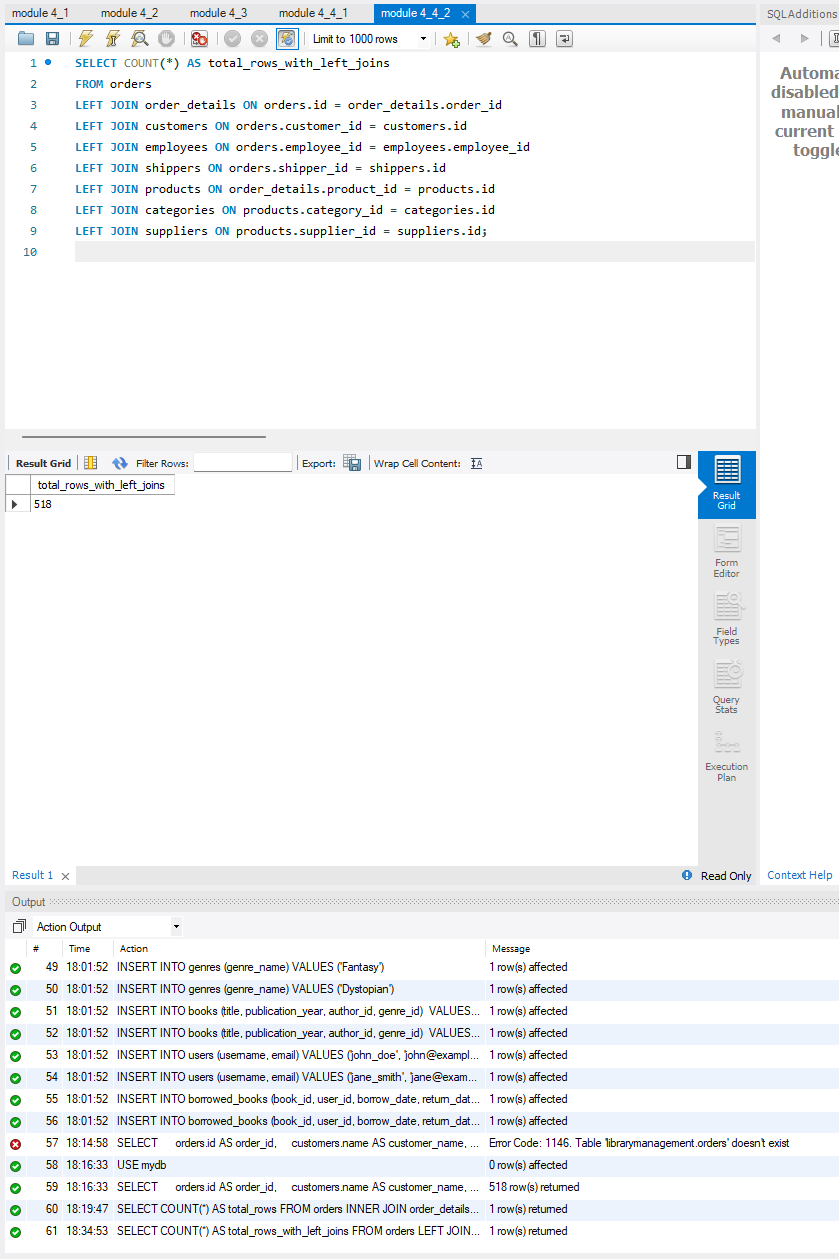 module 4_1 module 4_2 module 4_3 module 4_4_1 module 4_4_2 SQLAdditions
Limit to 1000 rows
1 SELECT COUNT(*) AS total_rows_with_left_joins
2 FROM orders
3 LEFT JOIN order_details ON orders.id = order_details.order_id
4 LEFT JOIN customers ON orders.customer_id = customers.id
5 LEFT JOIN employees ON orders.employee_id = employees.employee_id
6 LEFT JOIN shippers ON orders.shipper_id = shippers.id
7 LEFT JOIN products ON order_details.product_id = products.id
8 LEFT JOIN categories ON products.category_id = categories.id
9 LEFT JOIN suppliers ON products.supplier_id = suppliers.id;
10
Automa
disabled
manual
current
toggle
Result Grid Filter Rows: Export: Wrap Cell Content:
total_rows_with_left_joins
518
Result
Grid
Form
Editor
Field
Types
Query
Stats
Execution
Plan
Result 1 Read Only Context Help
Output
Action Output
# Time Action Message
49 18:01:52 INSERT INTO genres (genre_name) VALUES ('Fantasy') 1 row(s) affected
50 18:01:52 INSERT INTO genres (genre_name) VALUES ('Dystopian') 1 row(s) affected
51 18:01:52 INSERT INTO books (title, publication_year, author_id, genre_id) VALUES... 1 row(s) affected
52 18:01:52 INSERT INTO books (title, publication_year, author_id, genre_id) VALUES... 1 row(s) affected
53 18:01:52 INSERT INTO users (username, email) VALUES ('john_doe', 'john@exampl... 1 row(s) affected
54 18:01:52 INSERT INTO users (username, email) VALUES ('jane_smith', 'jane@exam... 1 row(s) affected
55 18:01:52 INSERT INTO borrowed_books (book_id, user_id, borrow_date, return_dat... 1 row(s) affected
56 18:01:52 INSERT INTO borrowed_books (book_id, user_id, borrow_date, return_dat... 1 row(s) affected
57 18:14:58 SELECT orders.id AS order_id, customers.name AS customer_name, ... Error Code: 1146. Table 'librarymanagement.orders' doesn't exist
58 18:16:33 USE mydb 0 row(s) affected
59 18:16:33 SELECT orders.id AS order_id, customers.name AS customer_name, ... 518 row(s) returned
60 18:19:47 SELECT COUNT(*) AS total_rows FROM orders INNER JOIN order_details... 1 row(s) returned
61 18:34:53 SELECT COUNT(*) AS total_rows_with_left_joins FROM orders LEFT JOIN... 1 row(s) returned